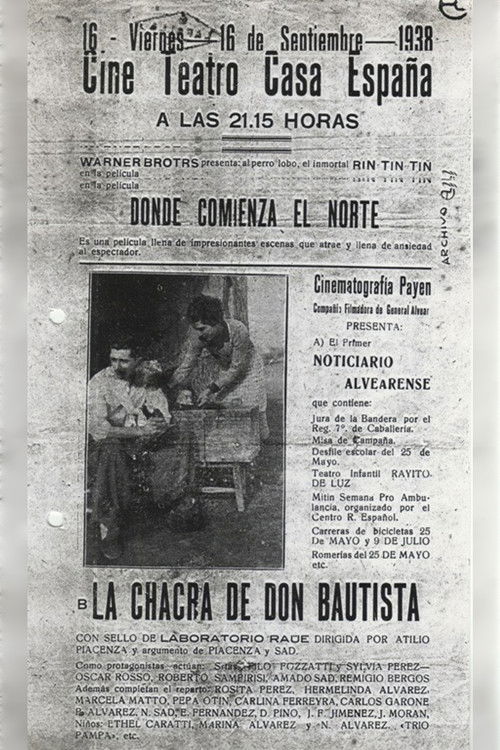 16 - Viernes - 16 de Septiembre - 1938
Cine Teatro Casa España
A LAS 21.15 HORAS
WARNER BROTRS presenta: al perro lobo, el inmortal RIN-TIN-TIN
en la película
en la película
DONDE COMIENZA EL NORTE
Es una película llena de impresionantes escenas que atrae y llena de ansiedad
al espectador.
ARCHIVO
Cinematografía Payen
Compañía Filmadora de General Alvear
PRESENTA:
A) El Primer
NOTICIARIO
ALVEARENSE
que contiene:
Jura de la Bandera por el
Reg. 7º. de Caballería.
Misa de Campaña.
Desfile escolar del 25 de
Mayo.
Teatro Infantil RAYITO
DE LUZ
Mitin Semana Pro Ambu-
lancia, organizado por el
Centro R. Español.
Carreras de bicicletas 25
DE MAYO y 9 DE JULIO
Romerías del 25 DE MAYO
etc.
B LA CHACRA DE DON BAUTISTA
CON SELLO DE LABORATORIO RADE DIRIGIDA POR ATILIO
PIACENZA y argumento de PIACENZA y SAD.
Como protagonistas actúan: Srtas. POZZATTI y SYLVIA PEREZ—
OSCAR ROSSO, ROBERTO SAMPIRISI, AMADO SAD, REMIGIO BERGOS
Además completan el reparto: ROSITA PEREZ, HERMELINDA ALVAREZ,
MARCELA MATTO, PEPA OTIN, CARLINA FERREYRA, CARLOS GARONE
ALVAREZ, N. SAD, E. FERNANDEZ, D. PINO, J. F. JIMENEZ, J. MORAN,
Niños: ETHEL CARATTI, MARINA ALVAREZ y N. ALVAREZ. «TRIO
PAMPA», etc.